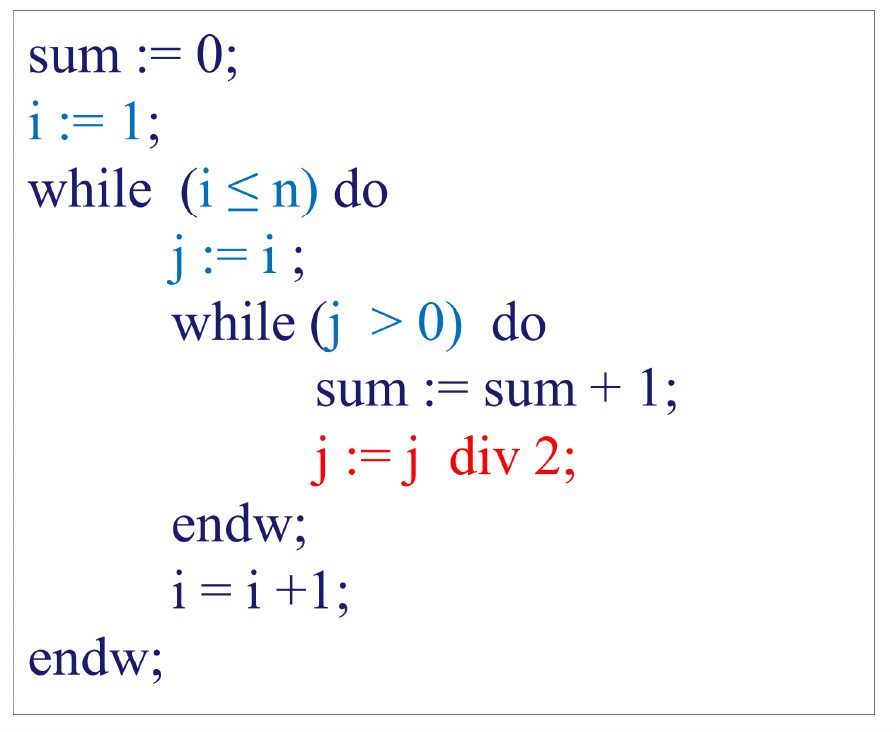 sum := 0;
i := 1;
while (i ≤ n) do
j := i ;
while (j > 0) do
sum := sum + 1;
j := j div 2;
endw;
i = i +1;
endw;